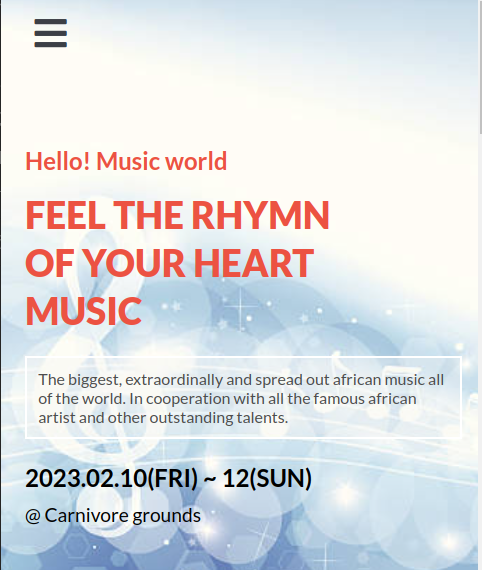 Hello! Music world
FEEL THE RHYMN
OF YOUR HEART
MUSIC
The biggest, extraordinally and spread out african music all
of the world. In cooperation with all the famous african
artist and other outstanding talents.
2023.02.10(FRI) ~ 12(SUN)
@ Carnivore grounds